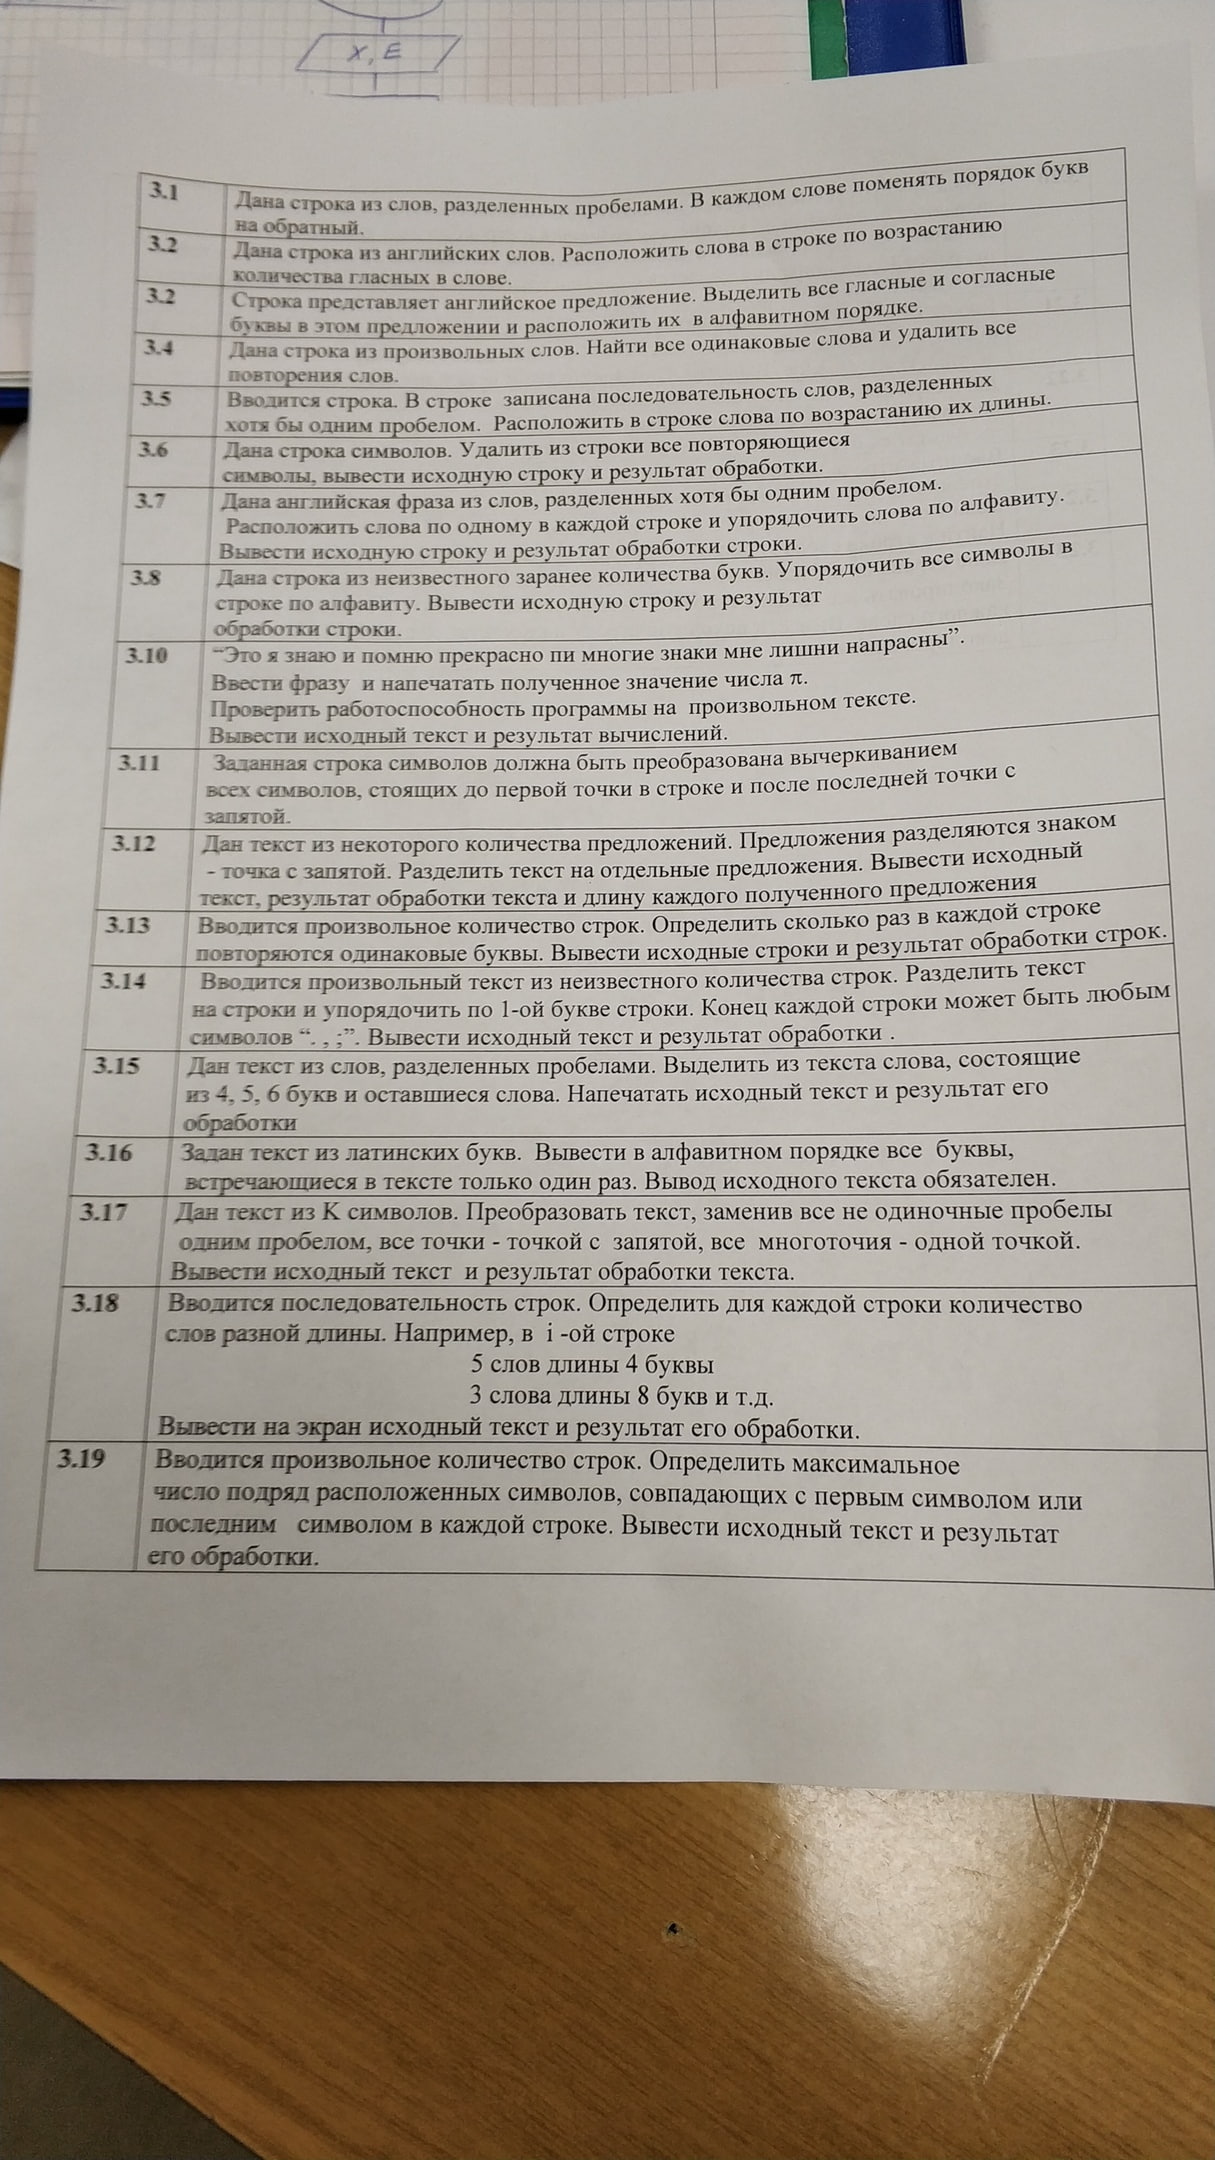 X, E
3.1 Дана строка из слов, разделенных пробелами. В каждом слове поменять порядок букв
на обратный.
3.2 Дана строка из английских слов. Расположить слова в строке по возрастанию
количества гласных в слове.
3.2 Строка представляет английское предложение. Выделить все гласные и согласные
буквы в этом предложении и расположить их в алфавитном порядке.
3.4 Дана строка из произвольных слов. Найти все одинаковые слова и удалить все
повторения слов.
3.5 Вводится строка. В строке записана последовательность слов, разделенных
хотя бы одним пробелом. Расположить в строке слова по возрастанию их длины.
3.6 Дана строка символов. Удалить из строки все повторяющиеся
символы, вывести исходную строку и результат обработки.
3.7 Дана английская фраза из слов, разделенных хотя бы одним пробелом.
Расположить слова по одному в каждой строке и упорядочить слова по алфавиту.
Вывести исходную строку и результат обработки строки.
3.8 Дана строка из неизвестного заранее количества букв. Упорядочить все символы в
строке по алфавиту. Вывести исходную строку и результат
обработки строки.
3.10 “Это я знаю и помню прекрасно пи многие знаки мне лишни напрасны”.
Ввести фразу и напечатать полученное значение числа π.
Проверить работоспособность программы на произвольном тексте.
Вывести исходный текст и результат вычислений.
3.11 Заданная строка символов должна быть преобразована вычеркиванием
всех символов, стоящих до первой точки в строке и после последней точки с
запятой.
3.12 Дан текст из некоторого количества предложений. Предложения разделяются знаком
- точка с запятой. Разделить текст на отдельные предложения. Вывести исходный
текст, результат обработки текста и длину каждого полученного предложения
3.13 Вводится произвольное количество строк. Определить сколько раз в каждой строке
повторяются одинаковые буквы. Вывести исходные строки и результат обработки строк.
3.14 Вводится произвольный текст из неизвестного количества строк. Разделить текст
на строки и упорядочить по 1-ой букве строки. Конец каждой строки может быть любым
символов “. , ;”. Вывести исходный текст и результат обработки .
3.15 Дан текст из слов, разделенных пробелами. Выделить из текста слова, состоящие
из 4, 5, 6 букв и оставшиеся слова. Напечатать исходный текст и результат его
обработки
3.16 Задан текст из латинских букв. Вывести в алфавитном порядке все буквы,
встречающиеся в тексте только один раз. Вывод исходного текста обязателен.
3.17 Дан текст из К символов. Преобразовать текст, заменив все не одиночные пробелы
одним пробелом, все точки - точкой с запятой, все многоточия - одной точкой.
Вывести исходный текст и результат обработки текста.
3.18 Вводится последовательность строк. Определить для каждой строки количество
слов разной длины. Например, в i -ой строке
5 слов длины 4 буквы
3 слова длины 8 букв и т.д.
Вывести на экран исходный текст и результат его обработки.
3.19 Вводится произвольное количество строк. Определить максимальное
число подряд расположенных символов, совпадающих с первым символом или
последним символом в каждой строке. Вывести исходный текст и результат
его обработки.